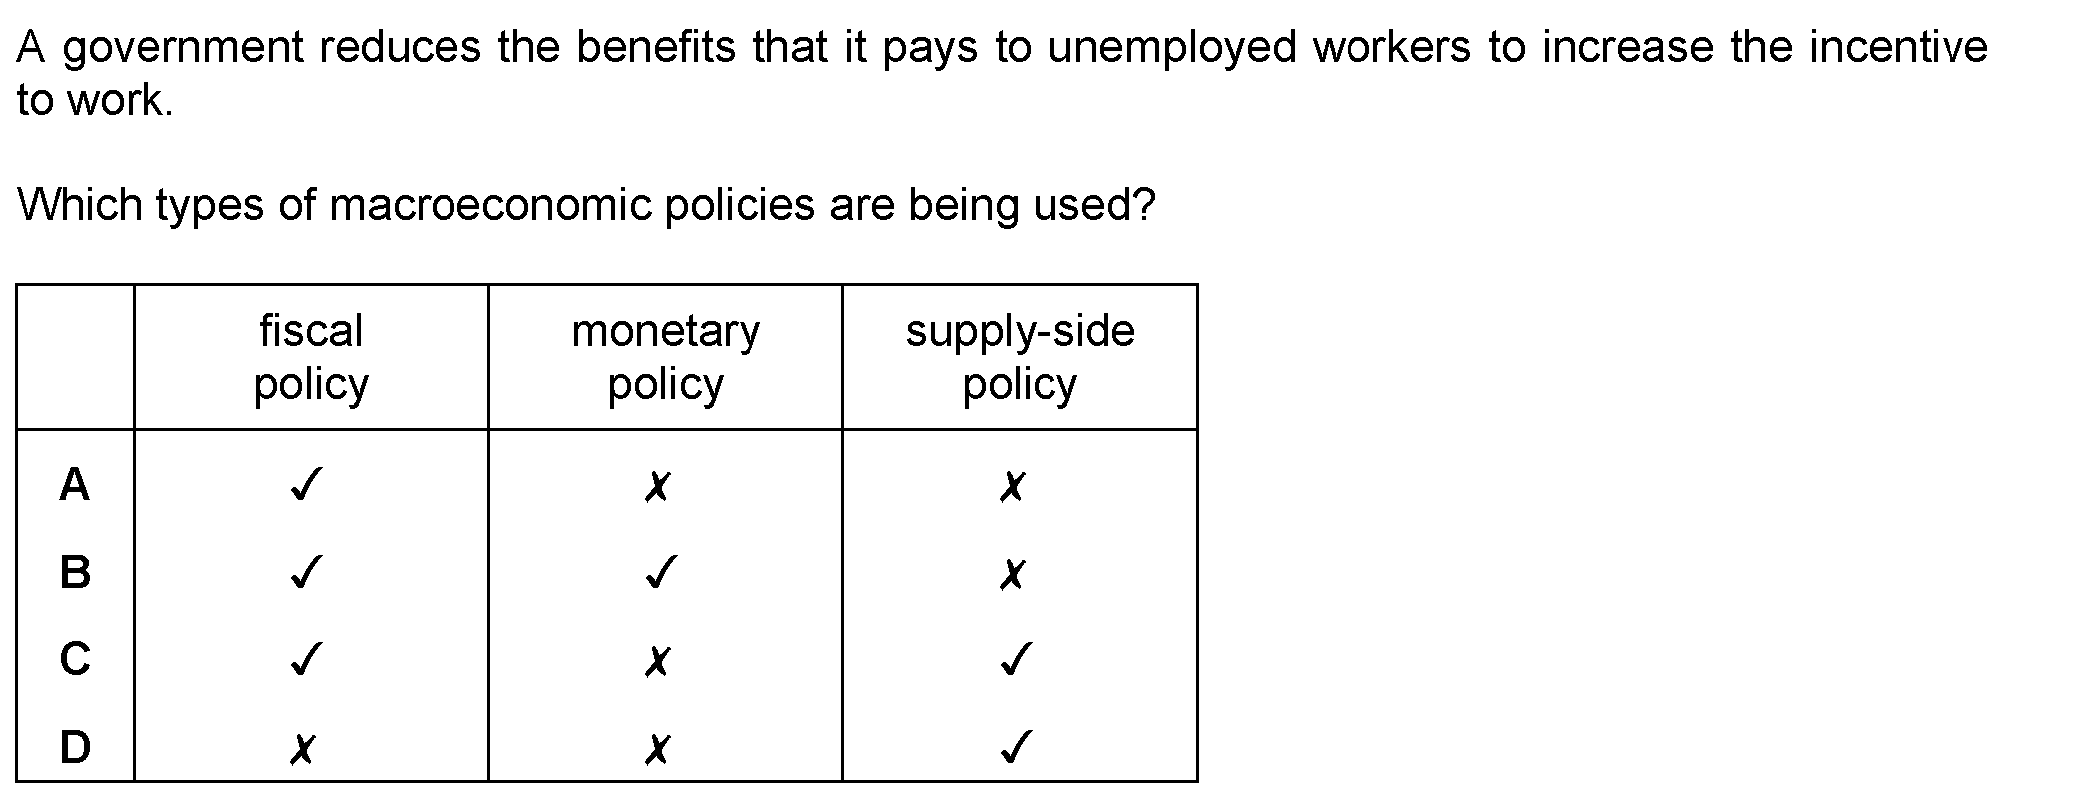 A government reduces the benefits that it pays to unemployed workers to increase the incentive
to work.
Which types of macroeconomic policies are being used?
fiscal policy monetary policy supply-side policy
A ✓ ✗ ✗
B ✓ ✓ ✗
C ✓ ✗ ✓
D ✗ ✗ ✓